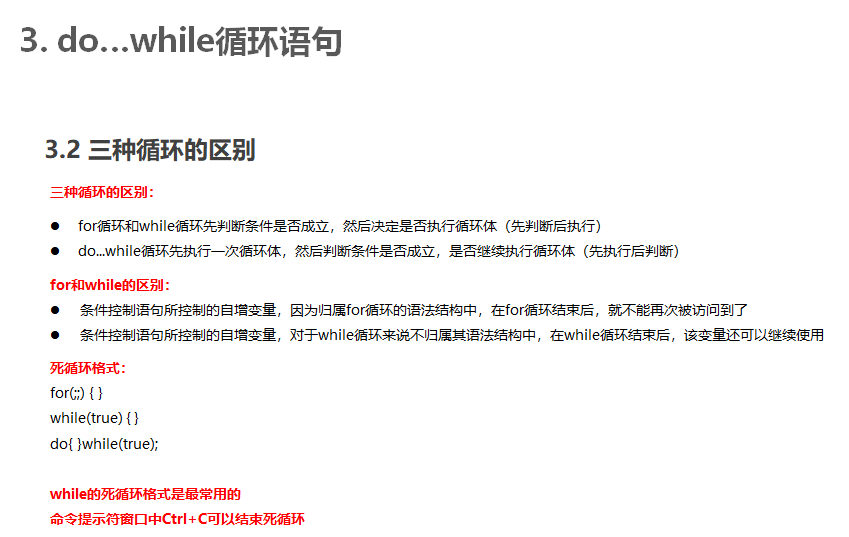 3. do...while循环语句
3.2 三种循环的区别
三种循环的区别：
● for循环和while循环先判断条件是否成立，然后决定是否执行循环体（先判断后执行）
● do...while循环先执行一次循环体，然后判断条件是否成立，是否继续执行循环体（先执行后判断）
for和while的区别：
● 条件控制语句所控制的自增变量，因为归属for循环的语法结构中，在for循环结束后，就不能再次被访问到了
● 条件控制语句所控制的自增变量，对于while循环来说不归属其语法结构中，在while循环结束后，该变量还可以继续使用
死循环格式：
for(;;) { }
while(true) { }
do{ }while(true);
while的死循环格式是最常用的
命令提示符窗口中Ctrl+C可以结束死循环